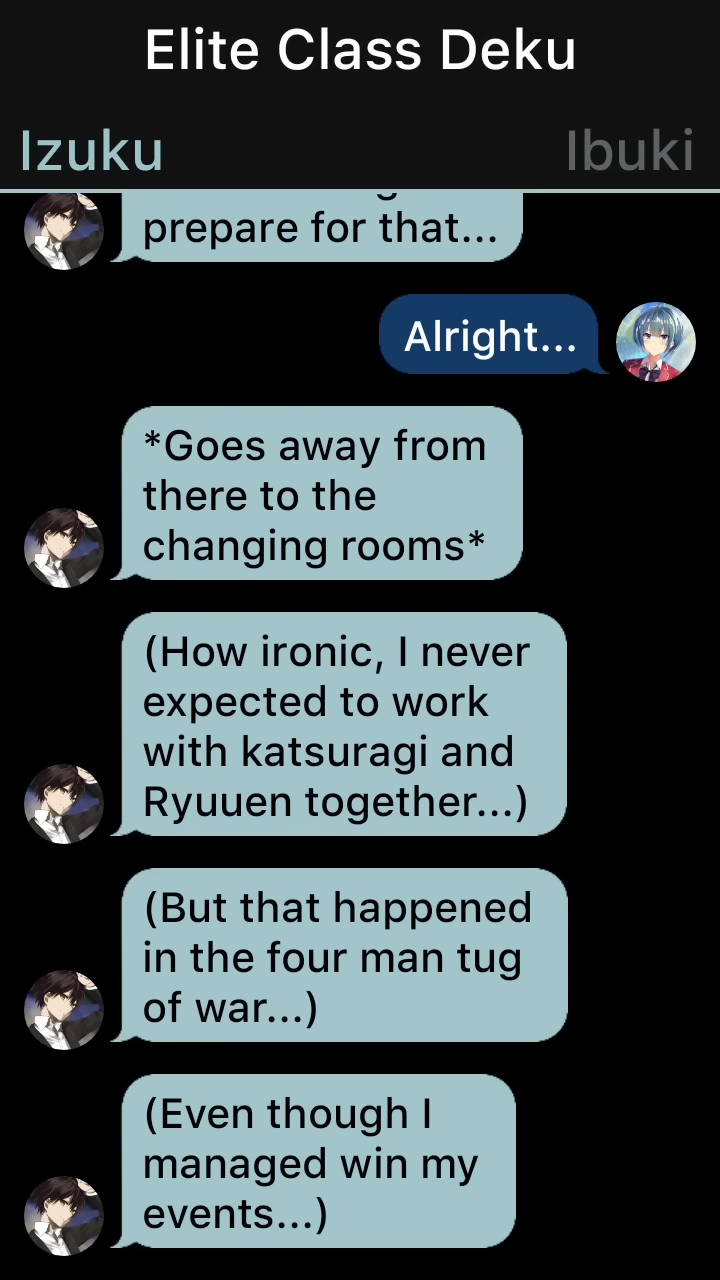 Elite Class Deku
Izuku
Ibuki
prepare for that...
Alright...
*Goes away from
there to the
changing rooms*
(How ironic, I never
expected to work
with katsuragi and
Ryuuen together...)
(But that happened
in the four man tug
of war...)
(Even though I
managed win my
events...)